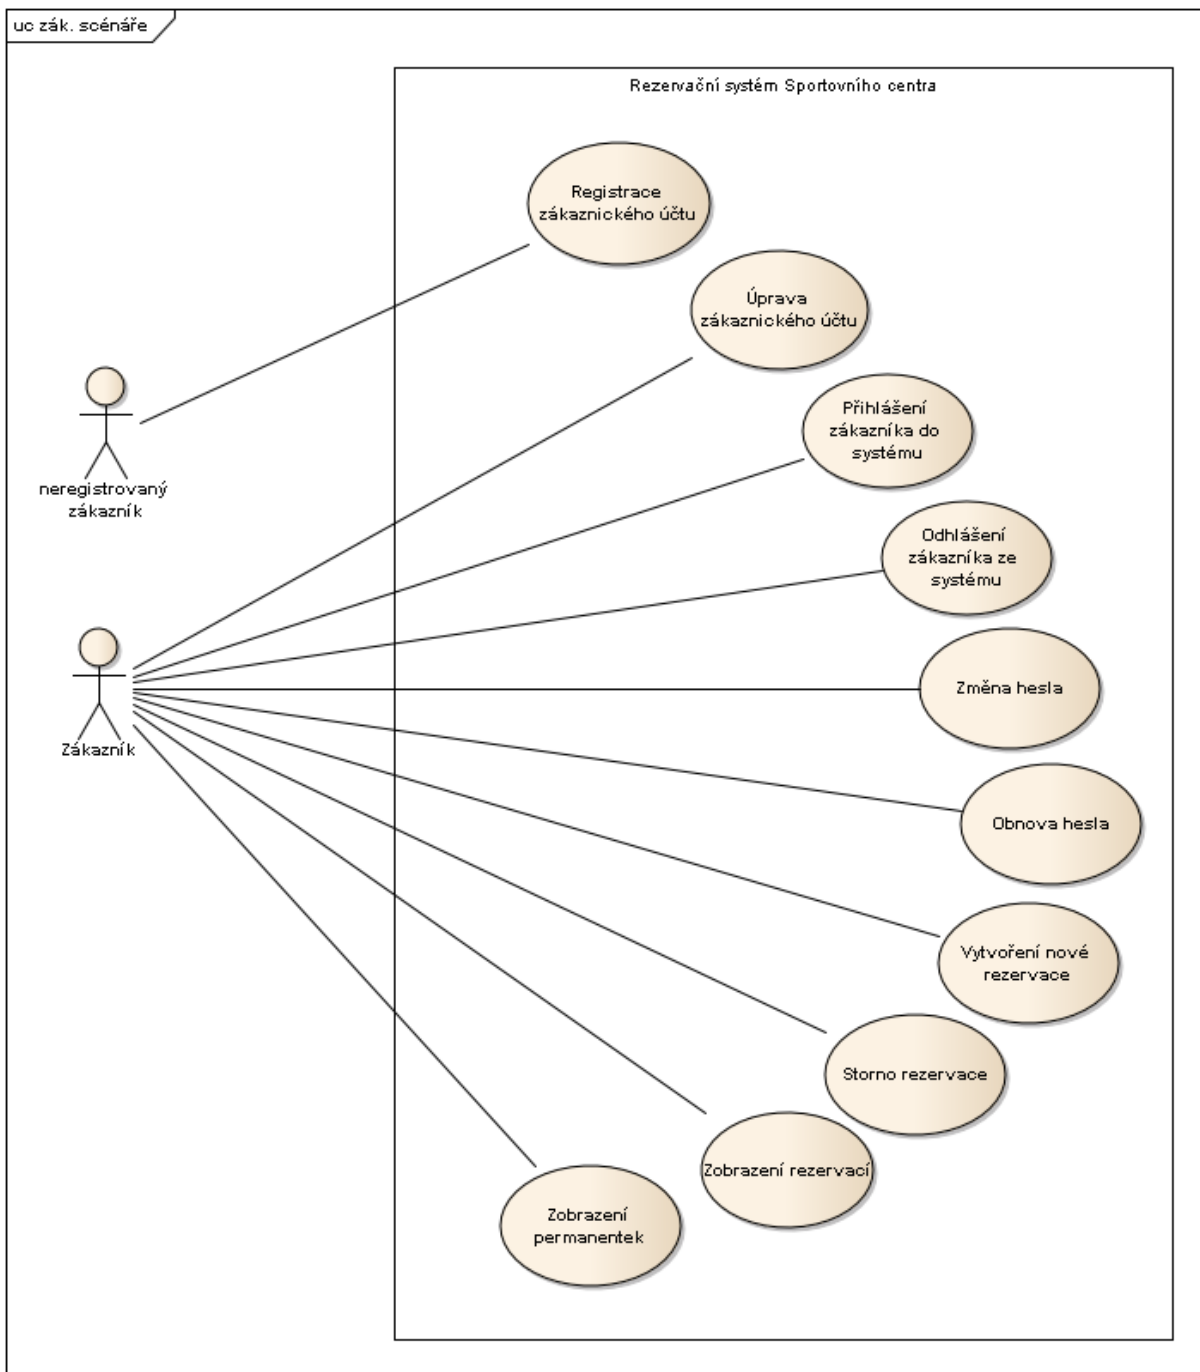 uc zák. scénáře
Rezervační systém Sportovního centra
Registrace
zákaznického účtu
Úprava
zákaznického účtu
Přihlášení
zákazníka do
systému
neregistrovaný
zákazník
Odhlášení
zákazníka ze
systému
Změna hesla
Zákazník
Obnova hesla
Vytvoření nové
rezervace
Storno rezervace
Zobrazení rezervací
Zobrazení
permanentek